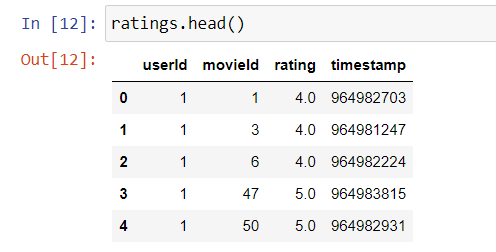 In [12]: ratings.head()
Out[12]:
userId movieId rating timestamp
0 1 1 4.0 964982703
1 1 3 4.0 964981247
2 1 6 4.0 964982224
3 1 47 5.0 964983815
4 1 50 5.0 964982931